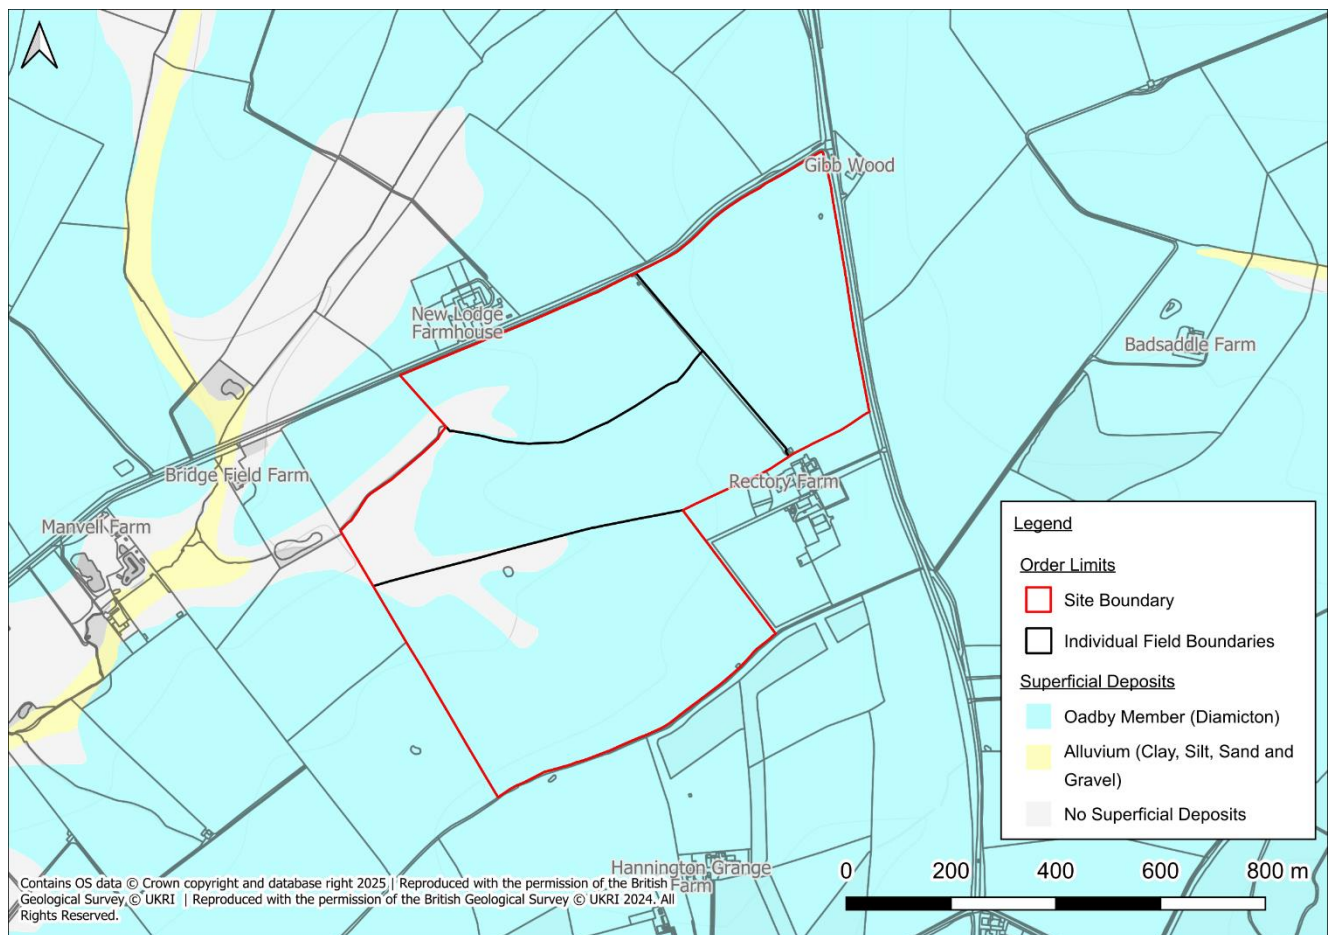 Gibb Wood
New Lodge
Farmhouse
Badsaddle Farm
Bridge Field Farm
Rectory Farm
Manvell Farm
Hannington Grange
Farm
Legend
Order Limits
Site Boundary
Individual Field Boundaries
Superficial Deposits
Oadby Member (Diamicton)
Alluvium (Clay, Silt, Sand and
Gravel)
No Superficial Deposits
0 200 400 600 800 m
Contains OS data © Crown copyright and database right 2025 | Reproduced with the permission of the British
Geological Survey © UKRI | Reproduced with the permission of the British Geological Survey © UKRI 2024. All
Rights Reserved.